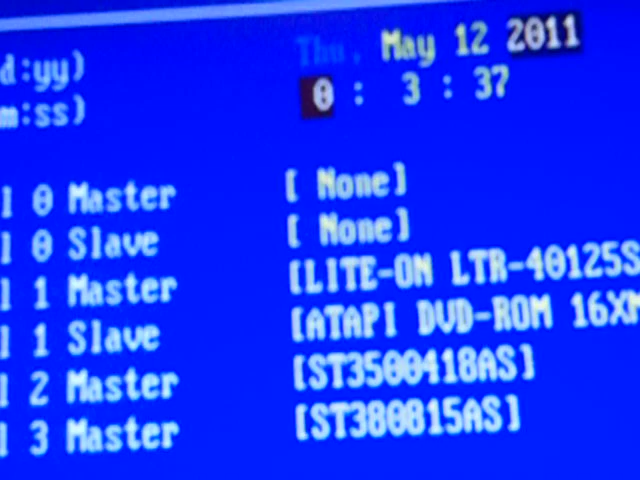 d:yy) Thu, May 12 2011
m:ss) 0 : 3 : 37
l 0 Master [ None]
l 0 Slave [ None]
l 1 Master [LITE-ON LTR-40125S
l 1 Slave [ATAPI DVD-ROM 16XM
l 2 Master [ST3500418AS]
l 3 Master [ST380815AS]